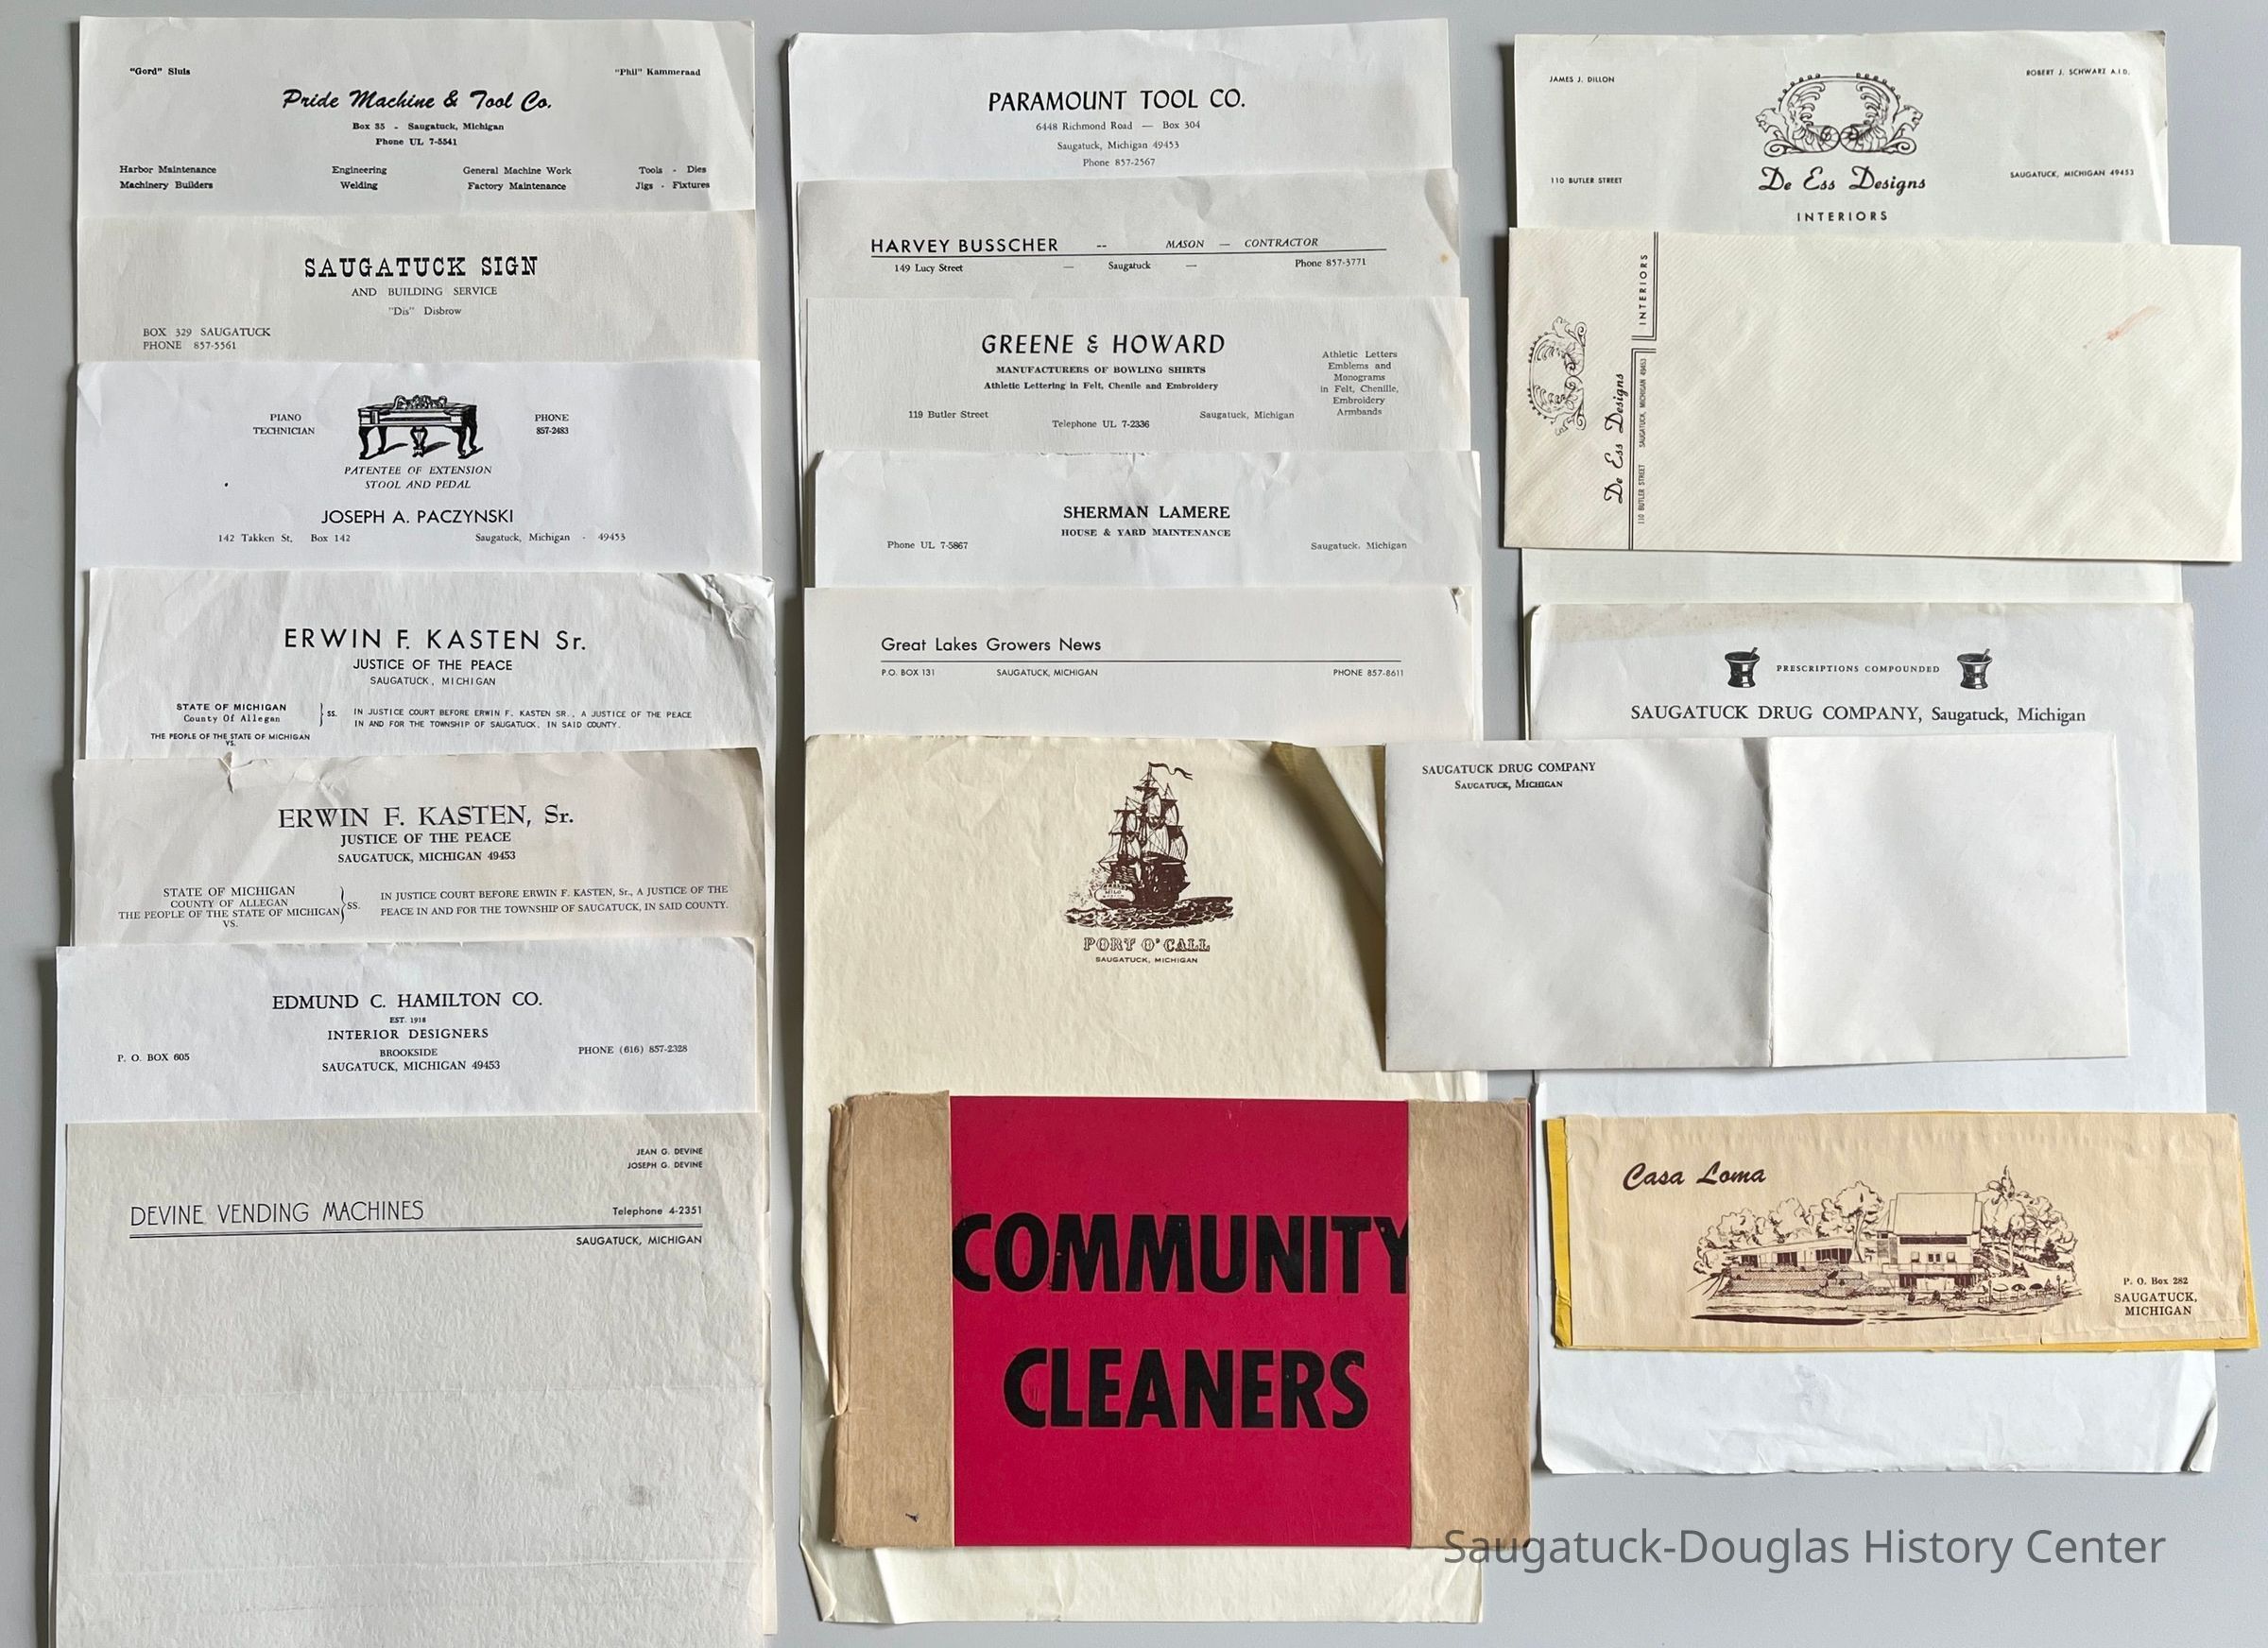 "Gord" Sluis
"Phil" Kammeraad
Pride Machine & Tool Co.
Box 35 - Saugatuck, Michigan
Phone UL 7-5541
Harbor Maintenance Engineering General Machine Work Tools - Dies
Machinery Builders Welding Factory Maintenance Jigs - Fixtures
SAUGATUCK SIGN
AND BUILDING SERVICE
"Dis" Disbrow
BOX 329 SAUGATUCK
PHONE 857-5561
PIANO
TECHNICIAN
PHONE
857-2483
PATENTEE OF EXTENSION
STOOL AND PEDAL
JOSEPH A. PACZYNSKI
142 Takken St, Box 142 Saugatuck, Michigan - 49453
ERWIN F. KASTEN Sr.
JUSTICE OF THE PEACE
SAUGATUCK, MICHIGAN
STATE OF MICHIGAN
County Of Allegan
SS.
THE PEOPLE OF THE STATE OF MICHIGAN
VS.
IN JUSTICE COURT BEFORE ERWIN F. KASTEN SR., A JUSTICE OF THE PEACE
IN AND FOR THE TOWNSHIP OF SAUGATUCK, IN SAID COUNTY.
ERWIN F. KASTEN, Sr.
JUSTICE OF THE PEACE
SAUGATUCK, MICHIGAN 49453
STATE OF MICHIGAN
COUNTY OF ALLEGAN
THE PEOPLE OF THE STATE OF MICHIGAN
VS.
SS.
IN JUSTICE COURT BEFORE ERWIN F. KASTEN, Sr., A JUSTICE OF THE
PEACE IN AND FOR THE TOWNSHIP OF SAUGATUCK, IN SAID COUNTY.
EDMUND C. HAMILTON CO.
EST. 1918
INTERIOR DESIGNERS
BROOKSIDE
SAUGATUCK, MICHIGAN 49453
P. O. BOX 605
PHONE (616) 857-2328
JEAN G. DEVINE
JOSEPH G. DEVINE
DEVINE VENDING MACHINES
Telephone 4-2351
SAUGATUCK, MICHIGAN
PARAMOUNT TOOL CO.
6448 Richmond Road — Box 304
Saugatuck, Michigan 49453
Phone 857-2567
HARVEY BUSSCHER -- MASON — CONTRACTOR
149 Lucy Street — Saugatuck — Phone 857-3771
GREENE & HOWARD
MANUFACTURERS OF BOWLING SHIRTS
Athletic Lettering in Felt, Chenile and Embroidery
119 Butler Street
Saugatuck, Michigan
Telephone UL 7-2336
Athletic Letters
Emblems and
Monograms
in Felt, Chenille,
Embroidery
Armbands
SHERMAN LAMERE
HOUSE & YARD MAINTENANCE
Phone UL 7-5867
Saugatuck, Michigan
Great Lakes Growers News
P.O. BOX 131 SAUGATUCK, MICHIGAN PHONE 857-8611
PORT O' CALL
SAUGATUCK, MICHIGAN
COMMUNITY
CLEANERS
JAMES J. DILLON
ROBERT J. SCHWARZ A.I.D.
110 BUTLER STREET
SAUGATUCK, MICHIGAN 49453
De Ess Designs
INTERIORS
De Ess Designs
INTERIORS
110 BUTLER STREET SAUGATUCK, MICHIGAN 49453
PRESCRIPTIONS COMPOUNDED
SAUGATUCK DRUG COMPANY, Saugatuck, Michigan
SAUGATUCK DRUG COMPANY
SAUGATUCK, MICHIGAN
Casa Loma
P. O. Box 282
SAUGATUCK,
MICHIGAN
Saugatuck-Douglas History Center